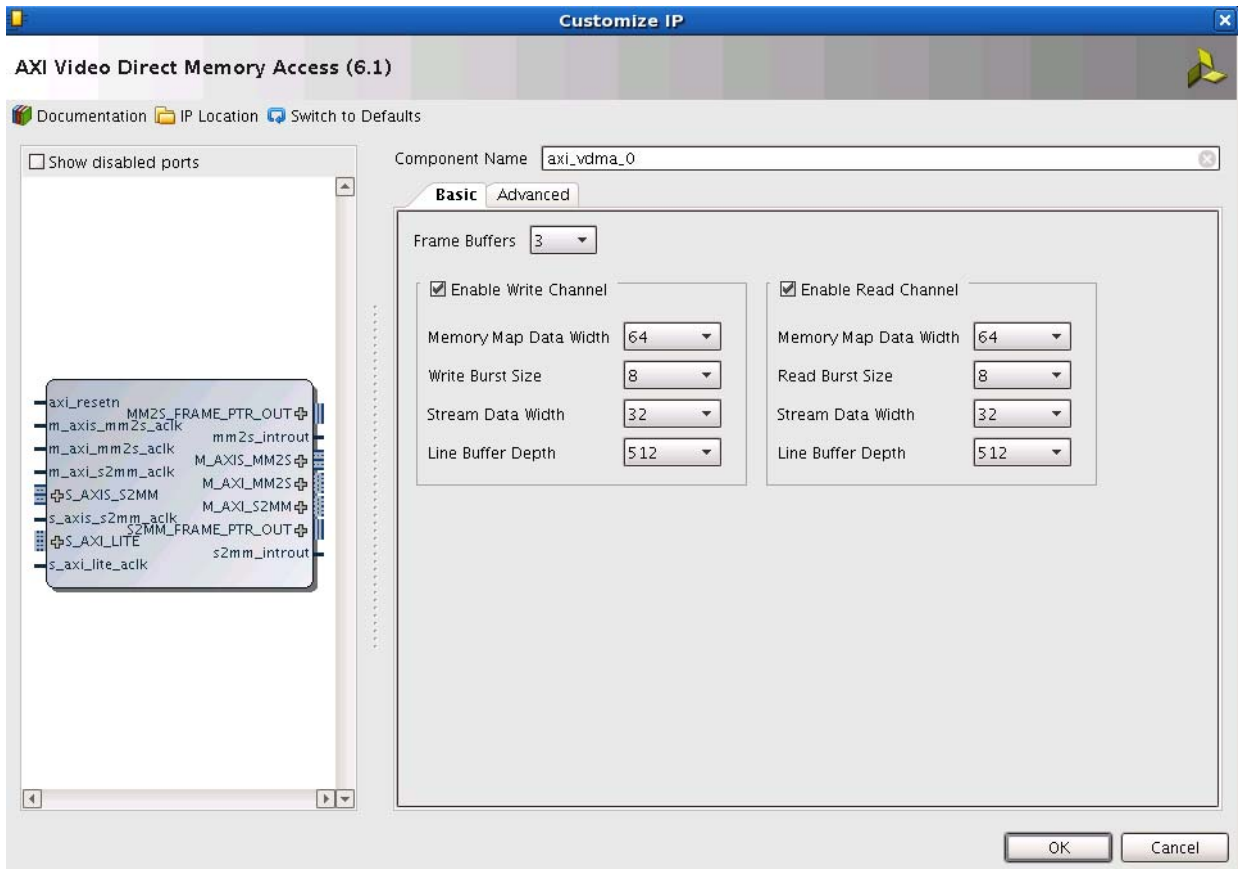 Customize IP
AXI Video Direct Memory Access (6.1)
Documentation IP Location Switch to Defaults
Show disabled ports
axi_resetn
MM2S_FRAME_PTR_OUT
m_axis_mm2s_aclk
mm2s_introut
m_axi_mm2s_aclk
M_AXIS_MM2S
m_axi_s2mm_aclk
M_AXI_MM2S
S_AXIS_S2MM
M_AXI_S2MM
s_axis_s2mm_aclk
S2MM_FRAME_PTR_OUT
S_AXI_LITE
s2mm_introut
s_axi_lite_aclk
Component Name axi_vdma_0
Basic Advanced
Frame Buffers 3
Enable Write Channel
Memory Map Data Width 64
Write Burst Size 8
Stream Data Width 32
Line Buffer Depth 512
Enable Read Channel
Memory Map Data Width 64
Read Burst Size 8
Stream Data Width 32
Line Buffer Depth 512
OK Cancel